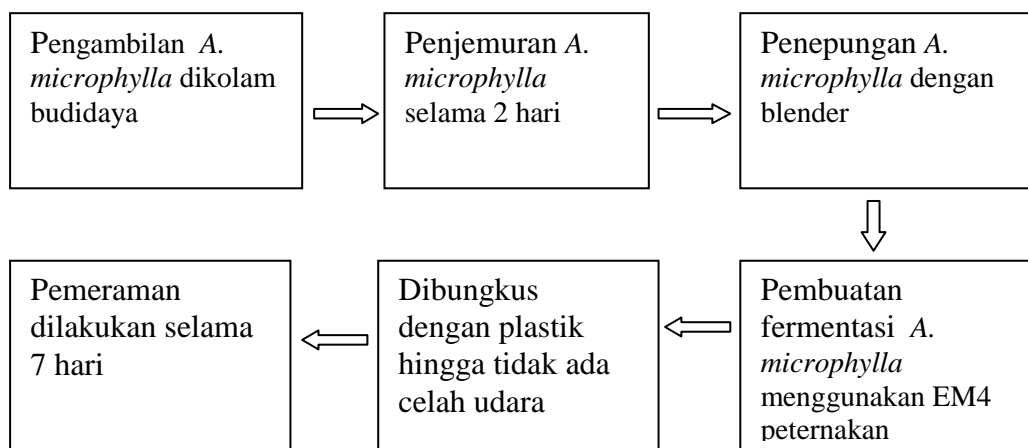 Pengambilan A.
microphylla dikolam
budidaya
Penjemuran A.
microphylla
selama 2 hari
Penepungan A.
microphylla dengan
blender
Pembuatan
fermentasi A.
microphylla
menggunakan EM4
peternakan
Dibungkus
dengan plastik
hingga tidak ada
celah udara
Pemeraman
dilakukan selama
7 hari